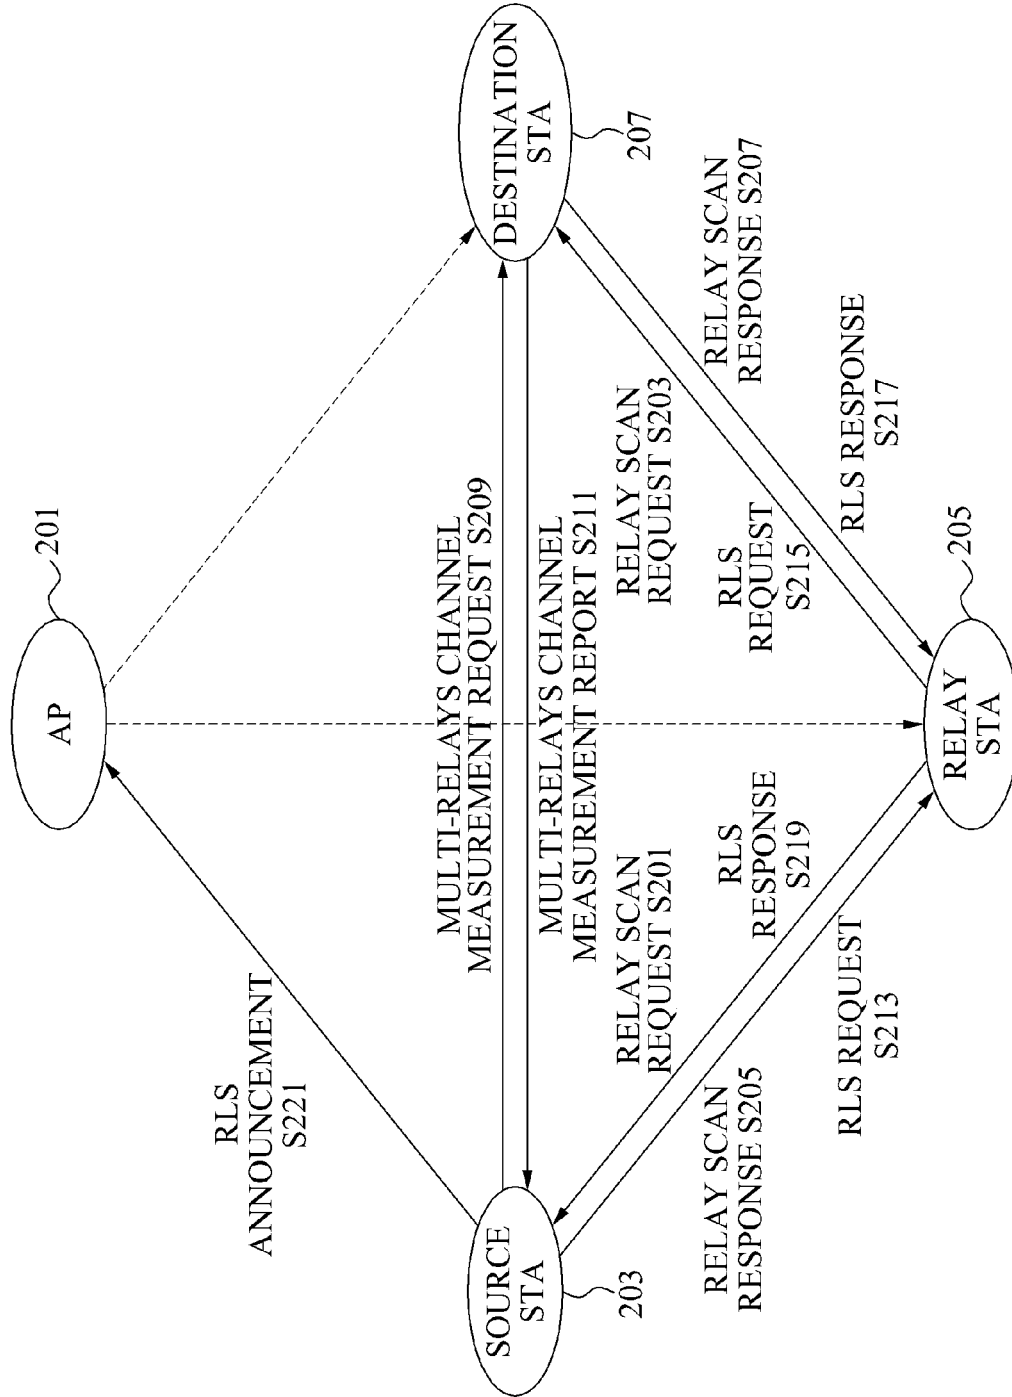 201
AP
RLS
ANNOUNCEMENT
S221
MULTI-RELAYS CHANNEL
MEASUREMENT REQUEST S209
MULTI-RELAYS CHANNEL
MEASUREMENT REPORT S211
SOURCE
STA
203
DESTINATION
STA
207
RELAY SCAN
REQUEST S201
RELAY SCAN
REQUEST S203
RELAY SCAN
RESPONSE S205
RLS
RESPONSE
S219
RLS
REQUEST
S215
RELAY SCAN
RESPONSE S207
RLS REQUEST
S213
RLS RESPONSE
S217
RELAY
STA
205